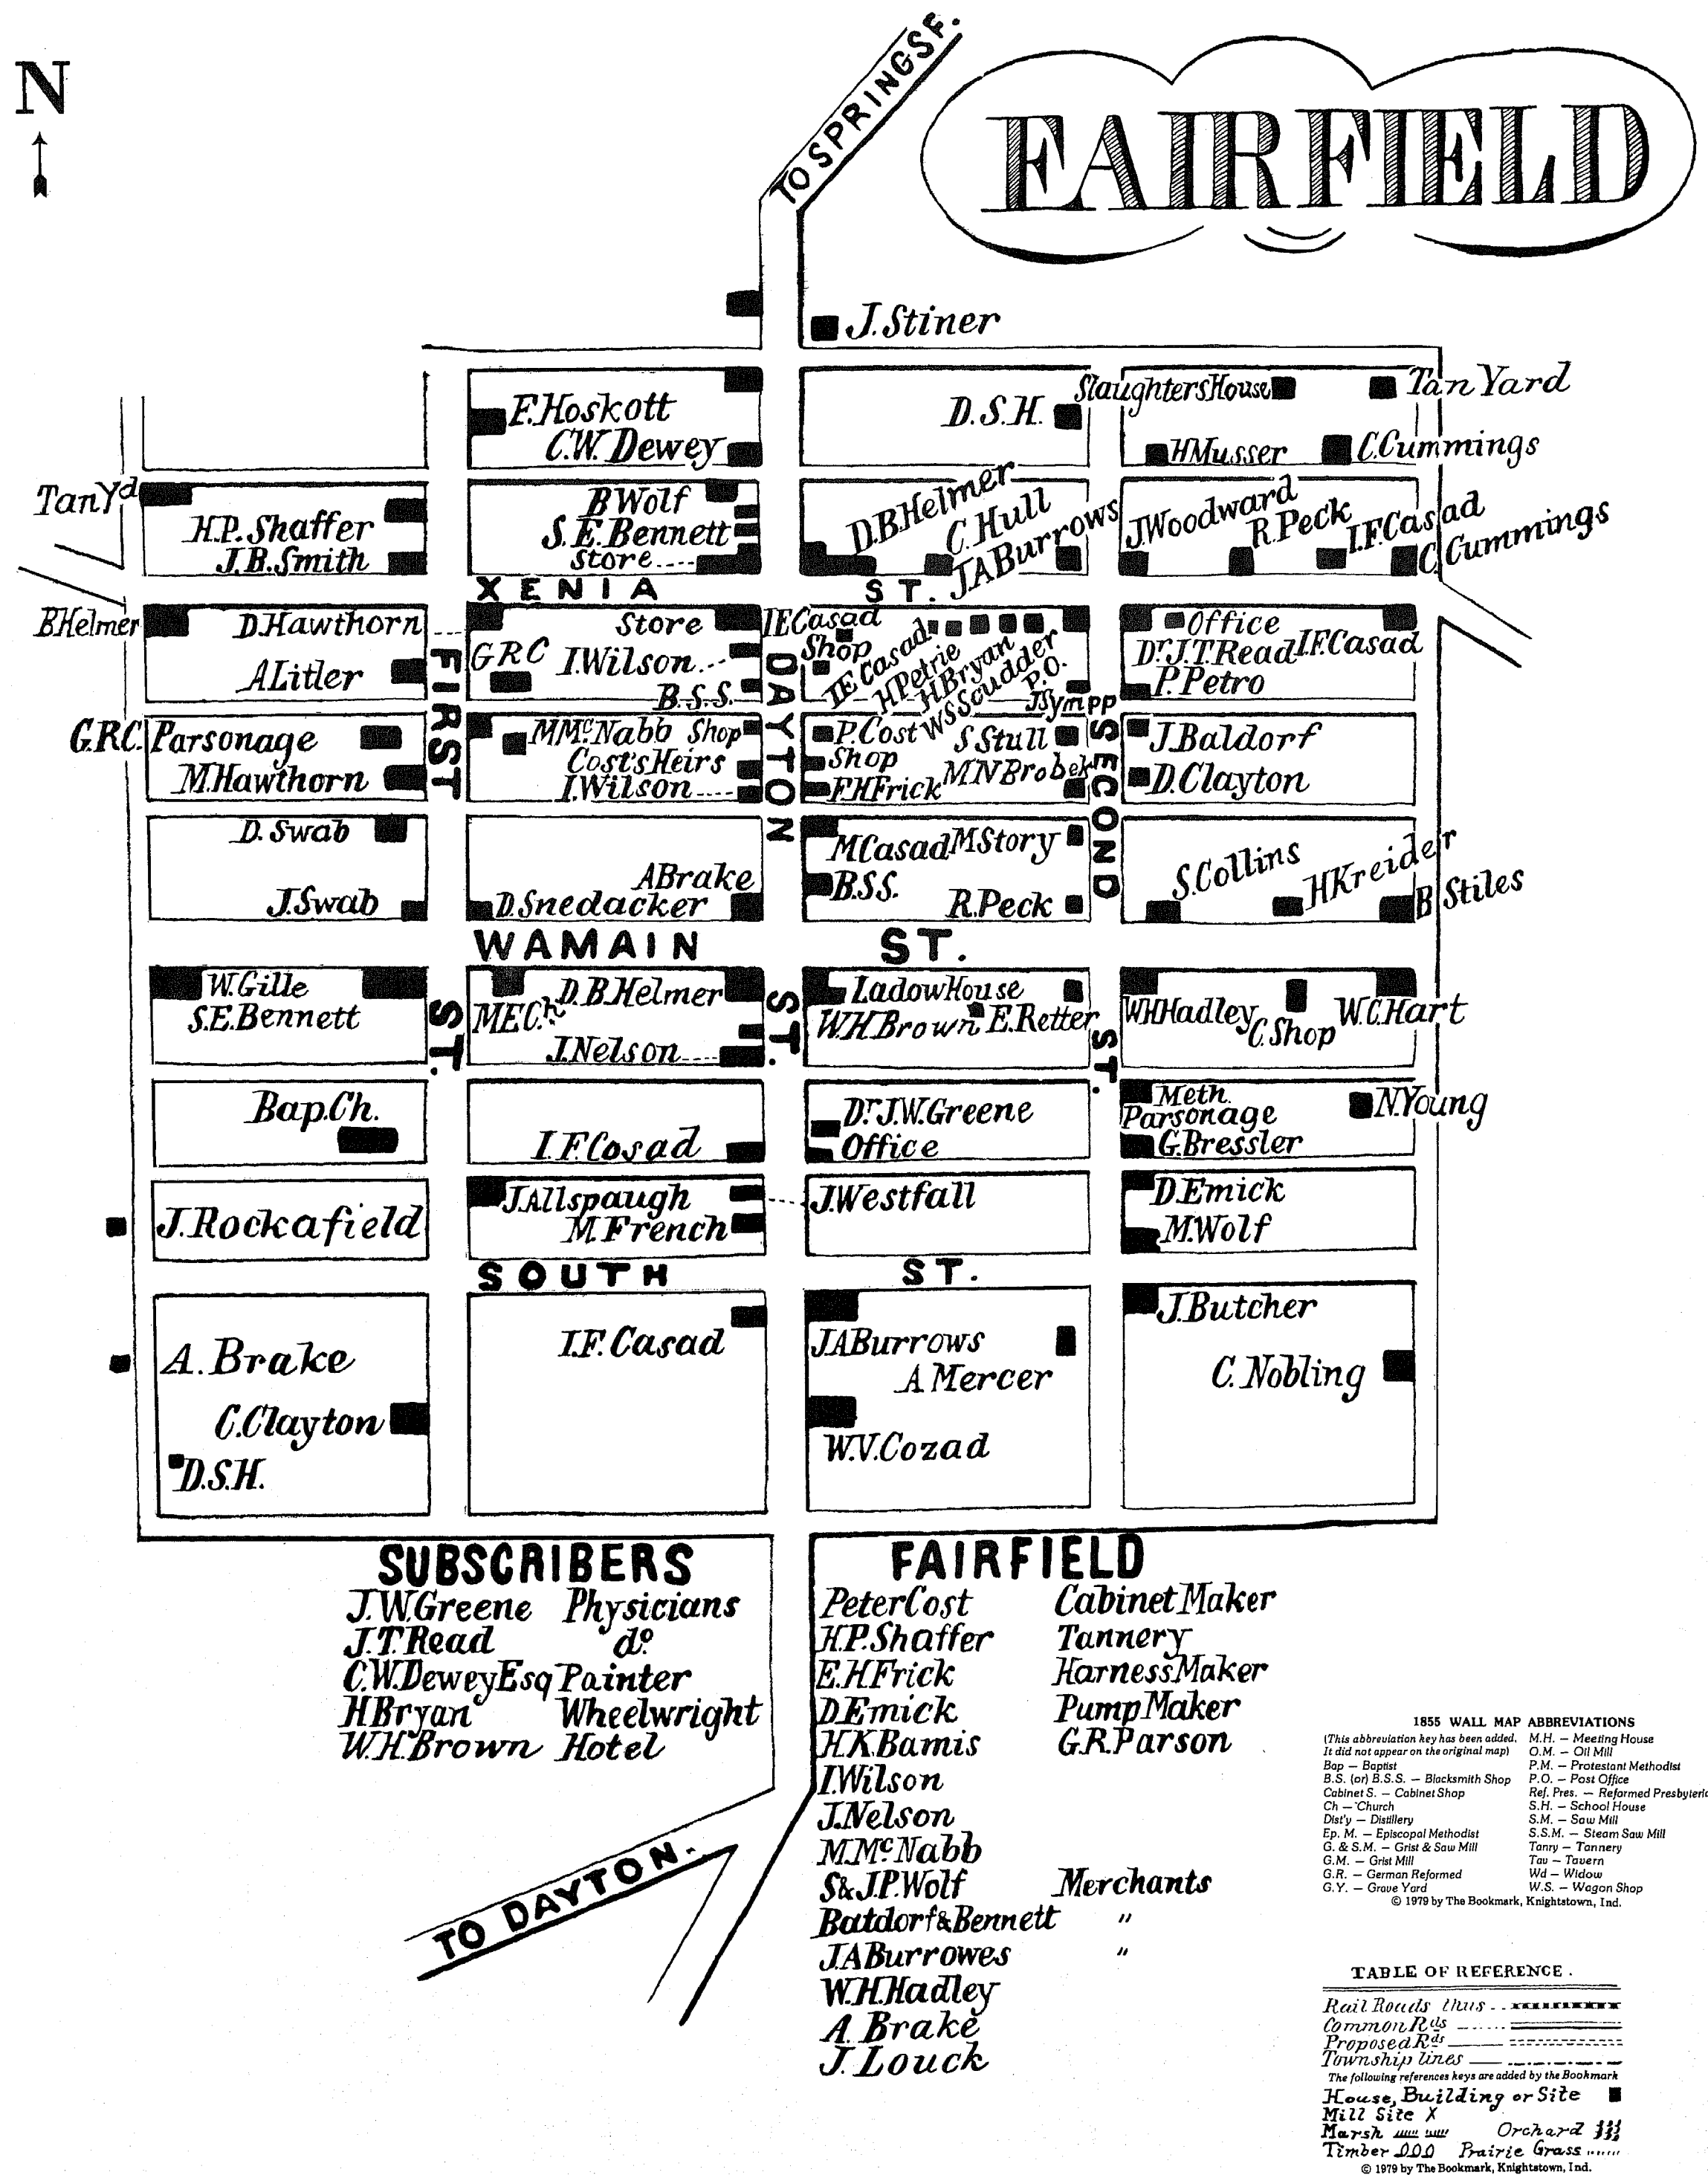 TO SPRINGSF.
N
FAIRFIELD
J. Stiner
F. Hoskott
C.W. Dewey
D.S.H.
Slaughters House
Tan Yard
H Musser
C. Cummings
Tan Yd
H.P. Shaffer
J.B. Smith
B Wolf
S.E. Bennett
Store
D.B. Helmer
C. Hull
J.A Burrows
J. Woodward
R. Peck
I.F. Casad
C. Cummings
XENIA ST.
B Helmer
D. Hawthorn
A Litler
G R C
Store
I. Wilson
B.S.S.
I E Casad
Shop
I E Casad
H Petrie
H Bryan
W S Scudder
P.O.
J Sympp
Office
Dr. J.T. Read
I.F. Casad
P. Petro
FIRST ST.
DAYTON ST.
SECOND ST.
G.R.C. Parsonage
M. Hawthorn
M Mc Nabb
Shop
Cost's Heirs
I. Wilson
P. Cost
Shop
F.H Frick
S Stull
M N Brobek
J. Baldorf
D. Clayton
D. Swab
J. Swab
A Brake
D. Snedacker
M Casad
M Story
B.S.S.
R. Peck
S. Collins
H Kreider
B Stiles
WAMAIN ST.
W. Gille
S.E. Bennett
M E C.h
D.B. Helmer
J. Nelson
Ladow House
W.H. Brown
E. Retter
W H Hadley
C. Shop
W.C. Hart
Bap. Ch.
I. F. Cosad
Dr J.W. Greene
Office
Meth.
Parsonage
G. Bressler
N. Young
J. Rockafield
J. Allspaugh
M. French
J. Westfall
D. Emick
M. Wolf
SOUTH ST.
A. Brake
C. Clayton
D.S.H.
I.F. Casad
J.A Burrows
A Mercer
W.V. Cozad
J. Butcher
C. Nobling
SUBSCRIBERS FAIRFIELD
J.W. Greene Physicians
J.T. Read do.
C.W. Dewey Esq Painter
H Bryan Wheelwright
W.H. Brown Hotel
Peter Cost Cabinet Maker
H.P. Shaffer Tannery
E.H Frick Harness Maker
D. Emick Pump Maker
H.K. Bamis G.R. Parson
I. Wilson
J. Nelson
M. Mc Nabb
S & J.P. Wolf Merchants
Batdorf & Bennett "
J.A Burrowes "
W.H. Hadley
A. Brake
J. Louck
TO DAYTON.
1855 WALL MAP ABBREVIATIONS
(This abbreviation key has been added.
It did not appear on the original map)
Bap — Baptist
B.S. (or) B.S.S. — Blacksmith Shop
Cabinet S. — Cabinet Shop
Ch — Church
Dist'y — Distillery
Ep. M. — Episcopal Methodist
G. & S.M. — Grist & Saw Mill
G.M. — Grist Mill
G.R. — German Reformed
G.Y. — Grave Yard
M.H. — Meeting House
O.M. — Oil Mill
P.M. — Protestant Methodist
P.O. — Post Office
Ref. Pres. — Reformed Presbyteric
S.H. — School House
S.M. — Saw Mill
S.S.M. — Steam Saw Mill
Tanry — Tannery
Tav — Tavern
Wd — Widow
W.S. — Wagon Shop
© 1979 by The Bookmark, Knightstown, Ind.
TABLE OF REFERENCE.
Rail Roads thus
Common Rds
Proposed Rds
Township lines
The following references keys are added by the Bookmark
House, Building or Site
Mill Site X
Marsh Orchard
Timber Prairie Grass
© 1979 by The Bookmark, Knightstown, Ind.